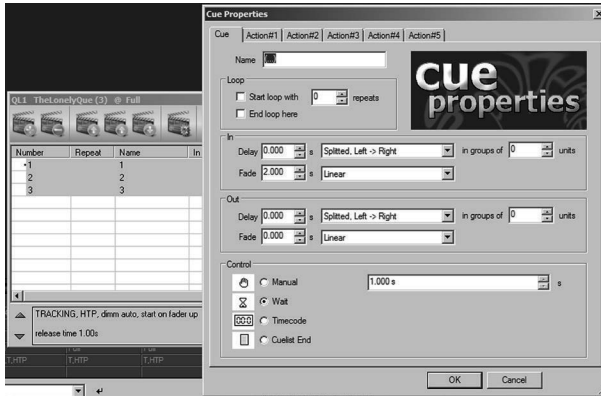 Cue Properties
Cue Action#1 Action#2 Action#3 Action#4 Action#5
Name
cue properties
Loop
Start loop with 0 repeats
End loop here
QL1 TheLonelyQue (3) @ Full
Number Repeat Name In
1 1
2 2
3 3
In
Delay 0.000 s Splitted, Left -> Right in groups of 0 units
Fade 2.000 s Linear
Out
Delay 0.000 s Splitted, Left -> Right in groups of 0 units
Fade 0.000 s Linear
Control
Manual 1.000 s s
Wait
Timecode
Cuelist End
TRACKING, HTP, dimm auto, start on fader up
release time 1.00s
T,HTP T,HTP T,HTP
OK Cancel